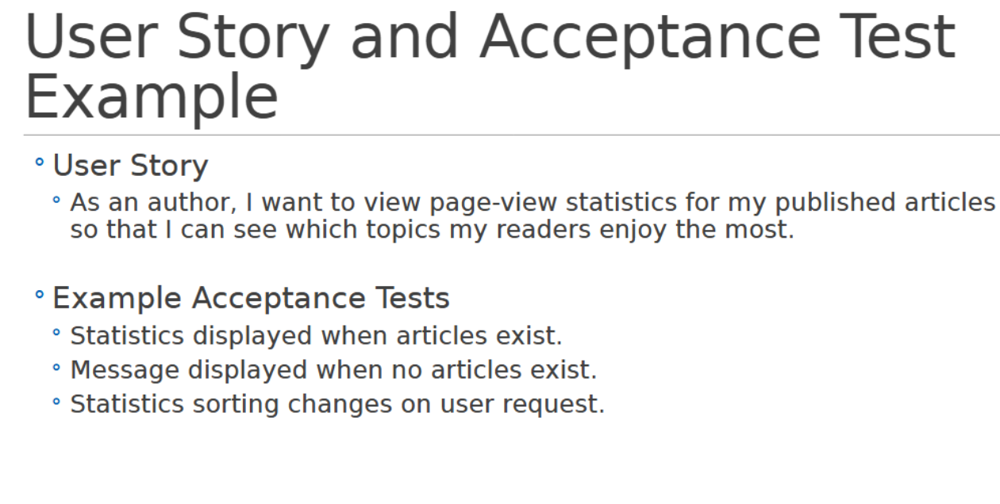 User Story and Acceptance Test
Example
User Story
As an author, I want to view page-view statistics for my published articles
so that I can see which topics my readers enjoy the most.
Example Acceptance Tests
Statistics displayed when articles exist.
Message displayed when no articles exist.
Statistics sorting changes on user request.